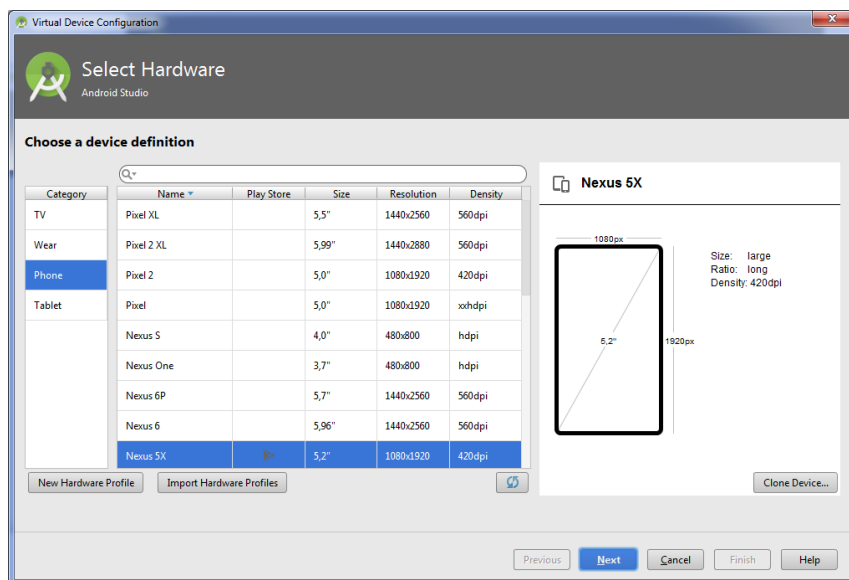 Virtual Device Configuration
Select Hardware
Android Studio
Choose a device definition
Category
TV
Wear
Phone
Tablet
Name Play Store Size Resolution Density
Pixel XL 5,5" 1440x2560 560dpi
Pixel 2 XL 5,99" 1440x2880 560dpi
Pixel 2 5,0" 1080x1920 420dpi
Pixel 5,0" 1080x1920 xxhdpi
Nexus S 4,0" 480x800 hdpi
Nexus One 3,7" 480x800 hdpi
Nexus 6P 5,7" 1440x2560 560dpi
Nexus 6 5,96" 1440x2560 560dpi
Nexus 5X 5,2" 1080x1920 420dpi
New Hardware Profile Import Hardware Profiles
Nexus 5X
1080px
5,2"
1920px
Size: large
Ratio: long
Density: 420dpi
Clone Device...
Previous Next Cancel Finish Help